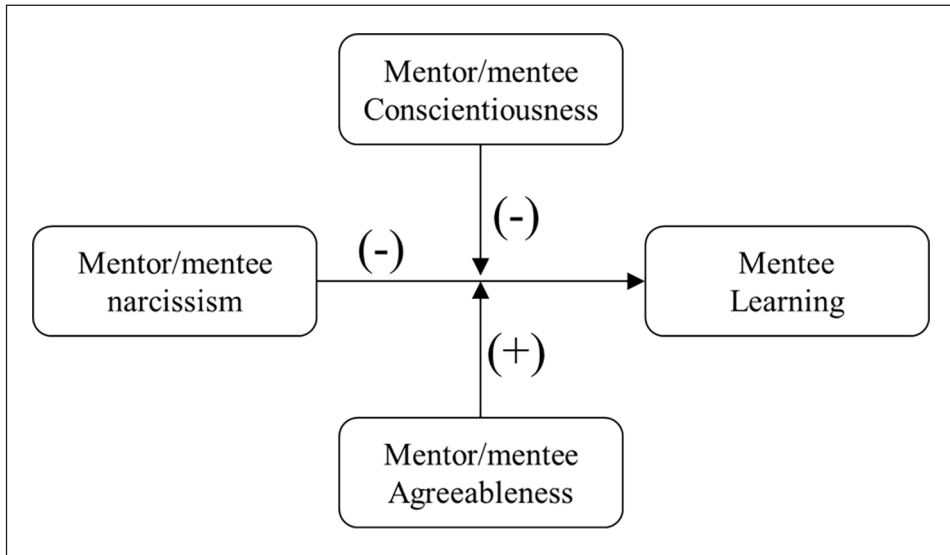 Mentor/mentee
Conscientiousness
(-)
(-)
Mentor/mentee
narcissism
Mentee
Learning
(+)
Mentor/mentee
Agreeableness